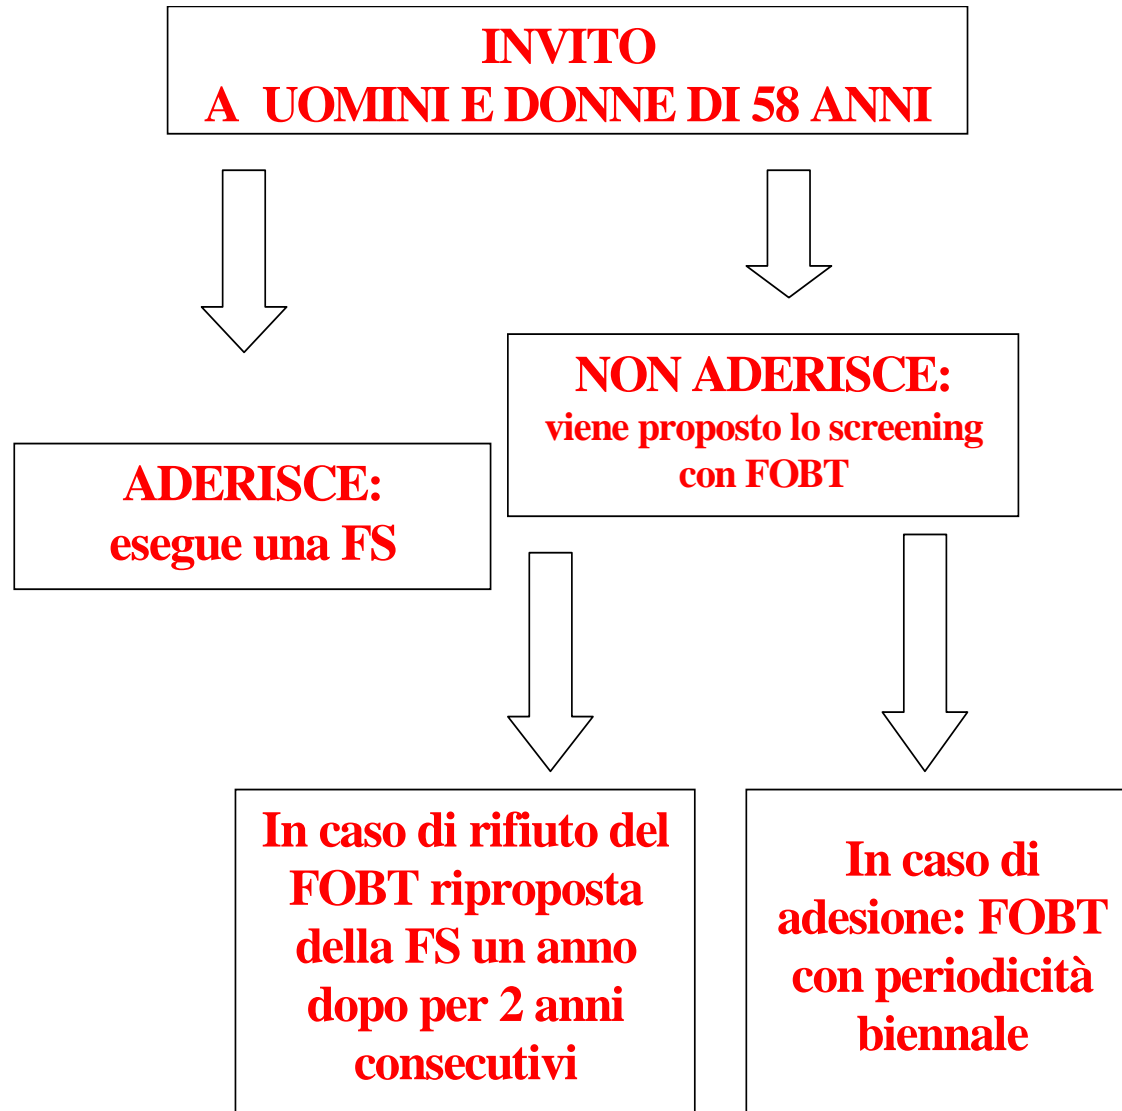 INVITO
A UOMINI E DONNE DI 58 ANNI
NON ADERISCE:
viene proposto lo screening
con FOBT
ADERISCE:
esegue una FS
In caso di rifiuto del
FOBT riproposta
della FS un anno
dopo per 2 anni
consecutivi
In caso di
adesione: FOBT
con periodicità
biennale